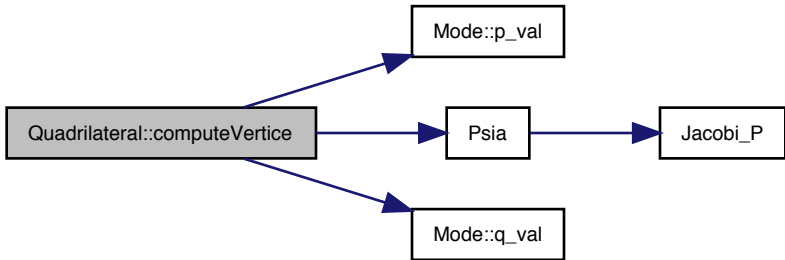 Mode::p_val
Quadrilateral::computeVertice
Psia
Jacobi_P
Mode::q_val